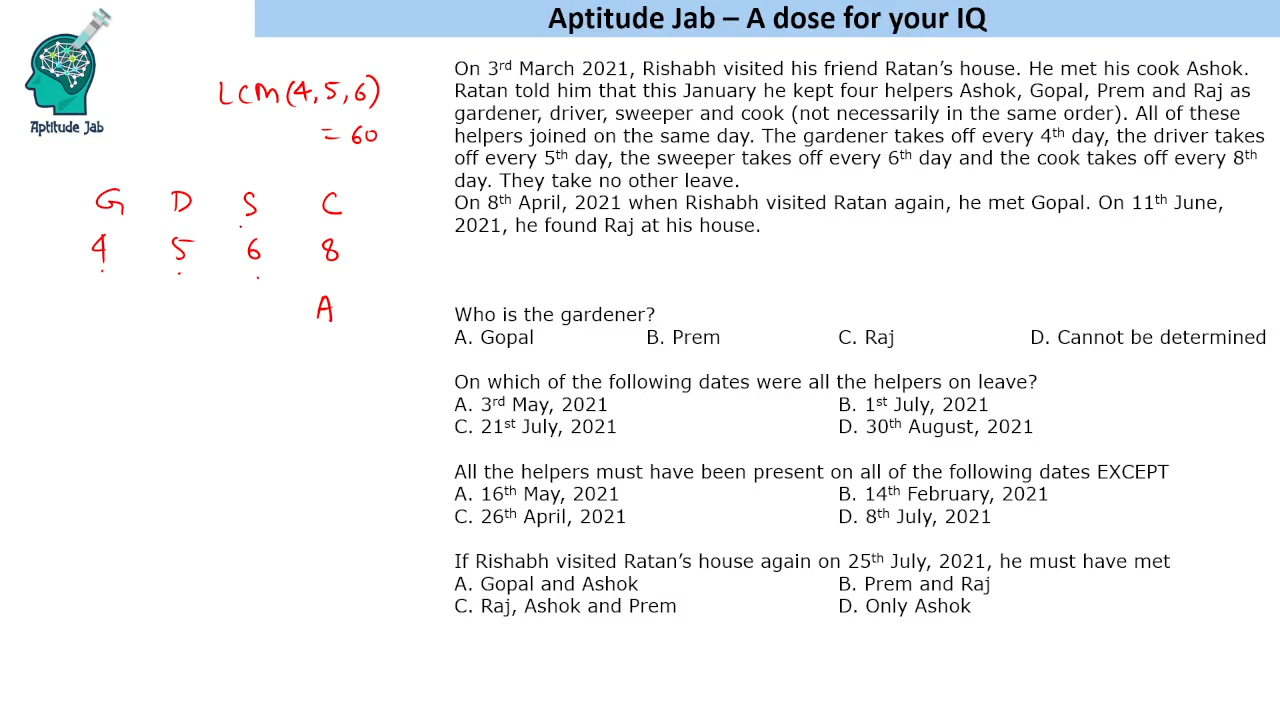 Aptitude Jab – A dose for your IQ
Aptitude Jab
LCM(4, 5, 6)
= 60
G D S C
4 5 6 8
A
On 3rd March 2021, Rishabh visited his friend Ratan's house. He met his cook Ashok.
Ratan told him that this January he kept four helpers Ashok, Gopal, Prem and Raj as
gardener, driver, sweeper and cook (not necessarily in the same order). All of these
helpers joined on the same day. The gardener takes off every 4th day, the driver takes
off every 5th day, the sweeper takes off every 6th day and the cook takes off every 8th
day. They take no other leave.
On 8th April, 2021 when Rishabh visited Ratan again, he met Gopal. On 11th June,
2021, he found Raj at his house.
Who is the gardener?
A. Gopal B. Prem C. Raj D. Cannot be determined
On which of the following dates were all the helpers on leave?
A. 3rd May, 2021 B. 1st July, 2021
C. 21st July, 2021 D. 30th August, 2021
All the helpers must have been present on all of the following dates EXCEPT
A. 16th May, 2021 B. 14th February, 2021
C. 26th April, 2021 D. 8th July, 2021
If Rishabh visited Ratan's house again on 25th July, 2021, he must have met
A. Gopal and Ashok B. Prem and Raj
C. Raj, Ashok and Prem D. Only Ashok